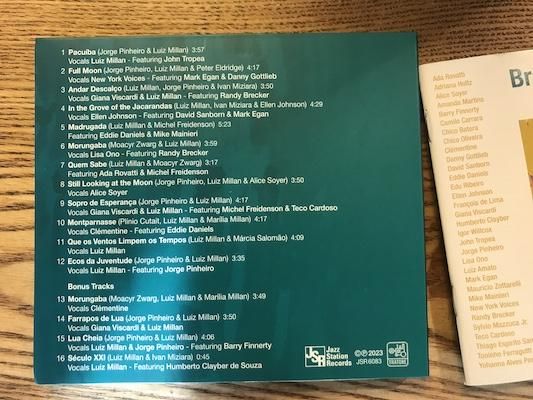 1 Pacuíba (Jorge Pinheiro & Luiz Millan) 3:57
Vocals Luiz Millan - Featuring John Tropea
2 Full Moon (Jorge Pinheiro, Luiz Millan & Peter Eldridge) 4:17
Vocals New York Voices - Featuring Mark Egan & Danny Gottlieb
3 Andar Descalço (Luiz Millan, Jorge Pinheiro & Ivan Miziara) 3:50
Vocals Giana Viscardi & Luiz Millan - Featuring Randy Brecker
4 In the Grove of the Jacarandas (Luiz Millan, Ivan Miziara & Ellen Johnson) 4:29
Vocals Ellen Johnson - Featuring David Sanborn & Mark Egan
5 Madrugada (Luiz Millan & Michel Freidenson) 5:23
Featuring Eddie Daniels & Mike Mainieri
6 Morungaba (Moacyr Zwarg & Luiz Millan) 3:59
Vocals Lisa Ono - Featuring Randy Brecker
7 Quem Sabe (Luiz Millan & Moacyr Zwarg) 3:17
Featuring Ada Rovatti & Michel Freidenson
8 Still Looking at the Moon (Jorge Pinheiro, Luiz Millan & Alice Soyer) 3:50
Vocals Alice Soyer
9 Sopro de Esperança (Jorge Pinheiro & Luiz Millan) 4:17
Vocals Giana Viscardi & Luiz Millan - Featuring Michel Freidenson & Teco Cardoso
10 Montparnasse (Plinio Cutait, Luiz Millan & Marilia Millan) 4:17
Vocals Clémentine - Featuring Eddie Daniels
11 Que os Ventos Limpem os Tempos (Luiz Millan & Márcia Salomão) 4:09
Vocals Luiz Millan
12 Ecos da Juventude (Jorge Pinheiro & Luiz Millan) 3:35
Vocals Luiz Millan - Featuring Jorge Pinheiro
Bonus Tracks
13 Morungaba (Moacyr Zwarg, Luiz Millan & Marilia Millan) 3:49
Vocals Clémentine
14 Farrapos de Lua (Jorge Pinheiro & Luiz Millan) 3:50
Vocals Giana Viscardi & Luiz Millan
15 Lua Cheia (Jorge Pinheiro & Luiz Millan) 4:06
Vocals Luiz Millan & Jorge Pinheiro - Featuring Barry Finnerty
16 Século XXI (Luiz Millan & Ivan Miziara) 0:45
Vocals Luiz Millan - Featuring Humberto Clayber de Souza
JSR Jazz Station Records
©℗ 2023
JSR6083
TRATORE
Br
Ada Rovatti
Adriana Holtz
Alice Soyer
Amanda Martins
Barry Finnerty
Camilo Carrara
Chico Batera
Chico Oliveira
Clémentine
Danny Gottlieb
David Sanborn
Eddie Daniels
Edu Ribeiro
Ellen Johnson
François de Lima
Giana Viscardi
Humberto Clayber
Igor Willcox
John Tropea
Jorge Pinheiro
Lisa Ono
Luiz Amato
Mark Egan
Maurício Zottarelli
Mike Mainieri
New York Voices
Randy Brecker
Sylvio Mazzuca Jr.
Teco Cardoso
Thiago Espírito San
Toninho Ferragutti
Yohanna Alves Per